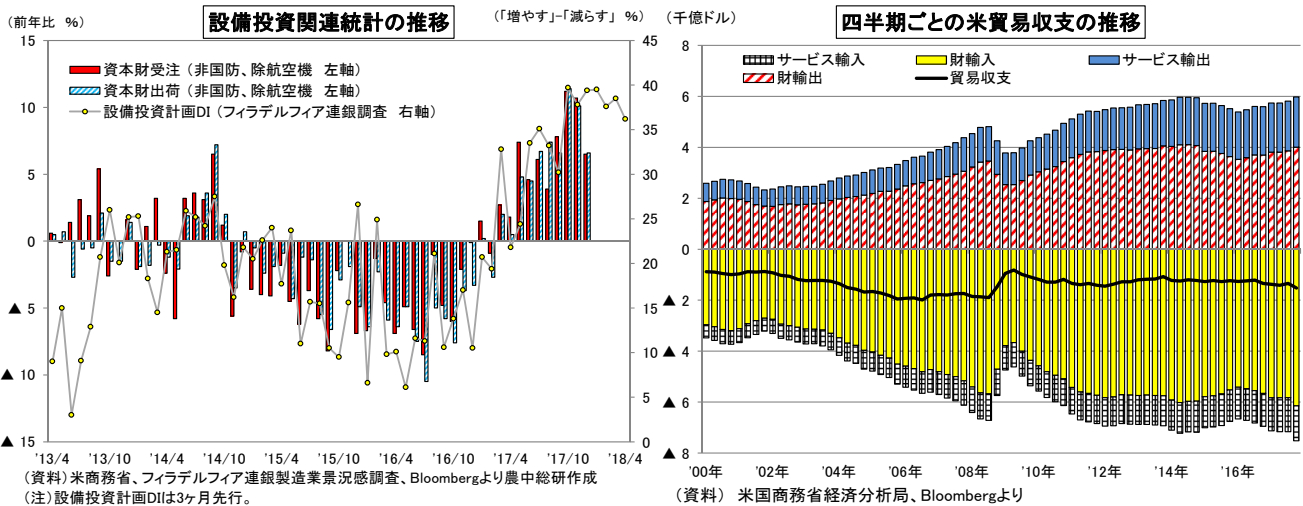 設備投資関連統計の推移
(前年比 %)
(「増やす」-「減らす」 %)
資本財受注(非国防、除航空機 左軸)
資本財出荷(非国防、除航空機 左軸)
設備投資計画DI(フィラデルフィア連銀調査 右軸)
15
10
5
0
▲ 5
▲ 10
▲ 15
45
40
35
30
25
20
15
10
5
0
'13/4 '13/10 '14/4 '14/10 '15/4 '15/10 '16/4 '16/10 '17/4 '17/10 '18/4
(資料)米商務省、フィラデルフィア連銀製造業景況感調査、Bloombergより農中総研作成
(注)設備投資計画DIは3ヶ月先行。
四半期ごとの米貿易収支の推移
(千億ドル)
サービス輸入 財輸入 サービス輸出
財輸出 貿易収支
8
6
4
2
0
▲ 2
▲ 4
▲ 6
▲ 8
'00年 '02年 '04年 '06年 '08年 '10年 '12年 '14年 '16年
(資料) 米国商務省経済分析局、Bloombergより